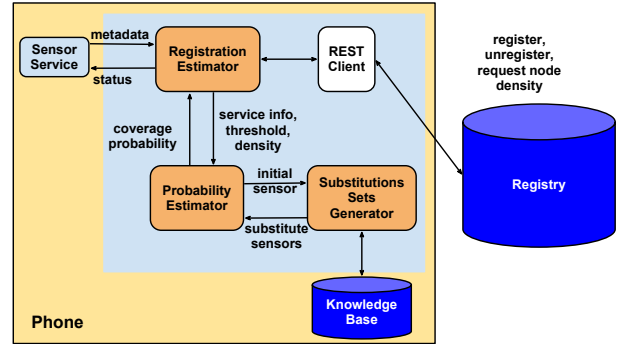 metadata
Sensor
Service
status
Registration
Estimator
REST
Client
register,
unregister,
request node
density
coverage
probability
service info,
threshold,
density
Probability
Estimator
initial
sensor
substitute
sensors
Substitutions
Sets
Generator
Registry
Knowledge
Base
Phone